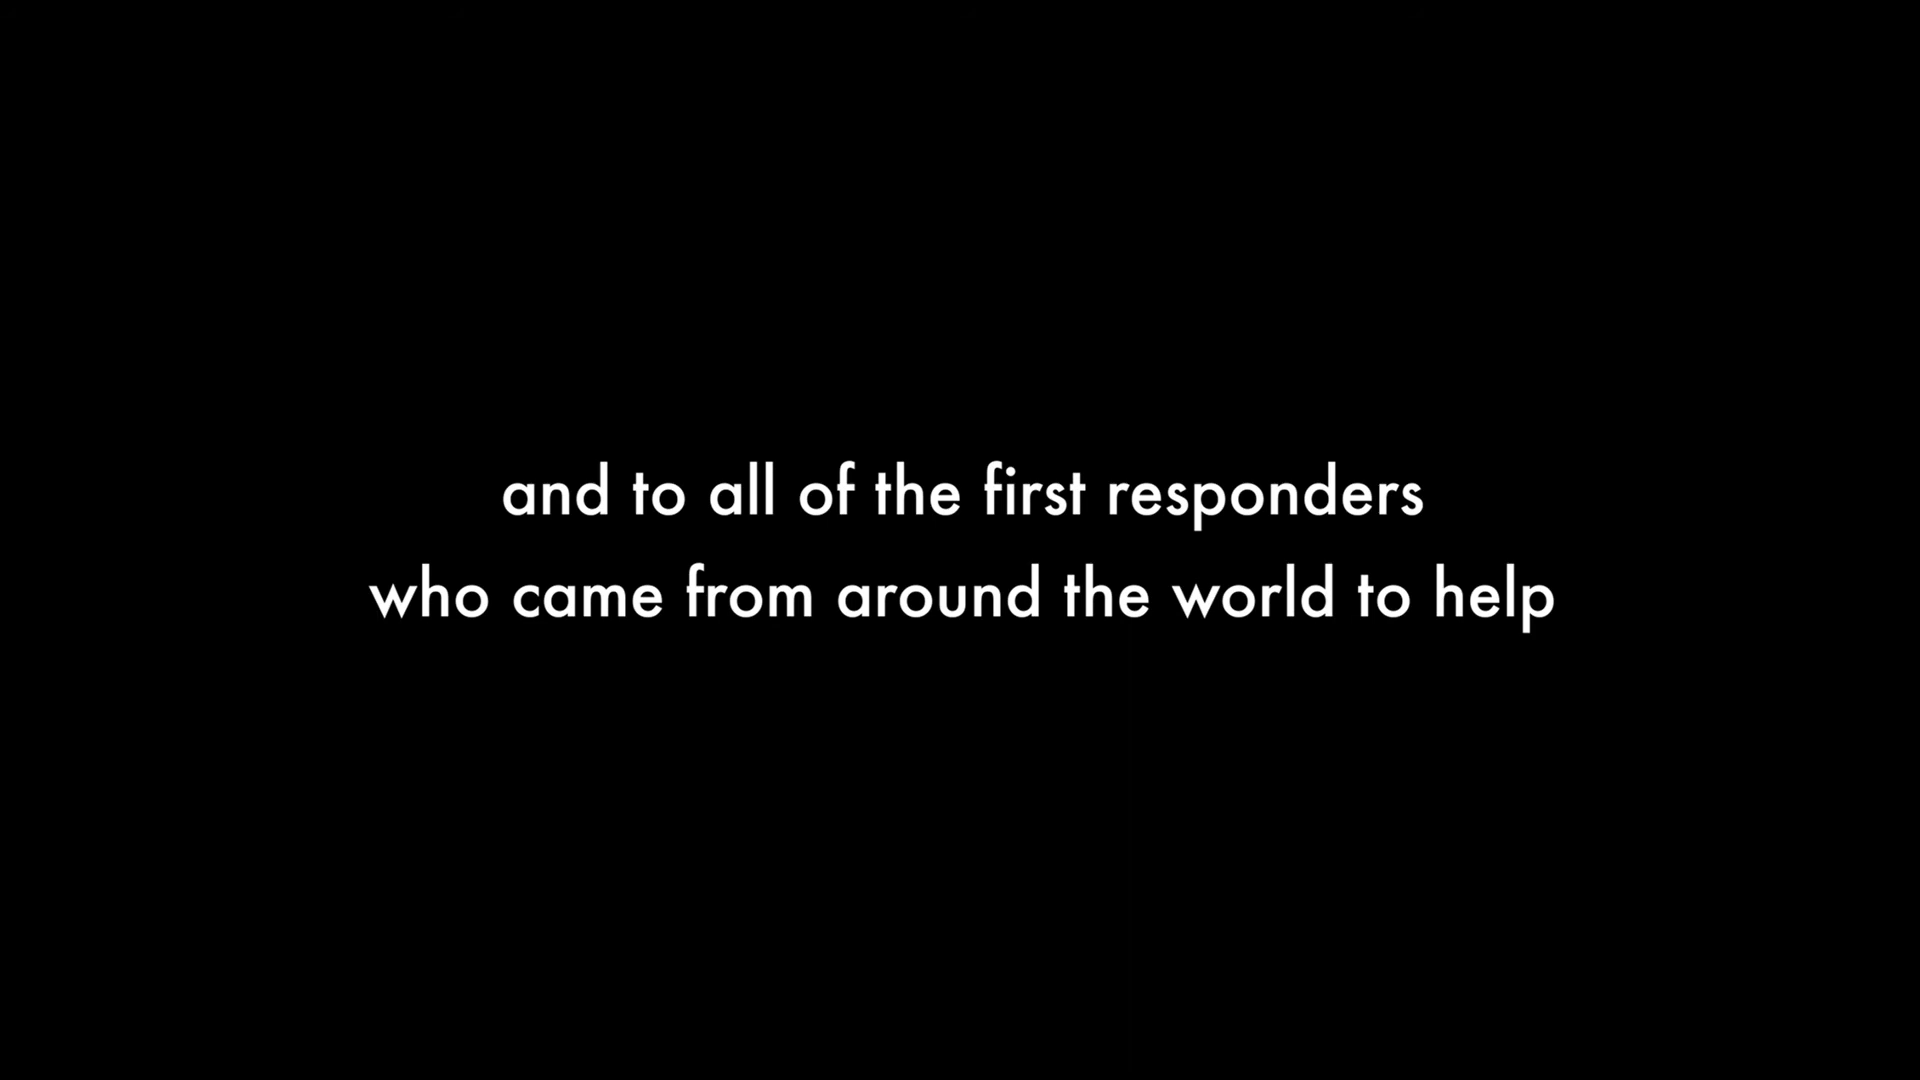 and to all of the first responders
who came from around the world to help